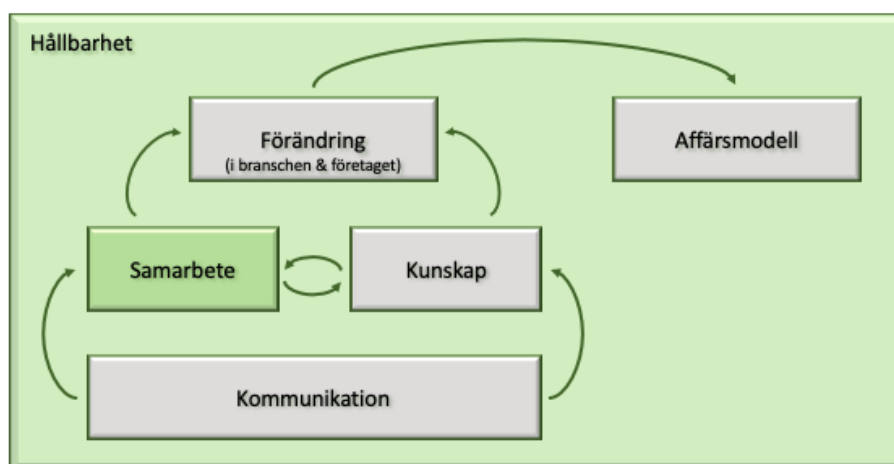 Hållbarhet
Förändring
(i branschen & företaget)
Affärsmodell
Samarbete
Kunskap
Kommunikation